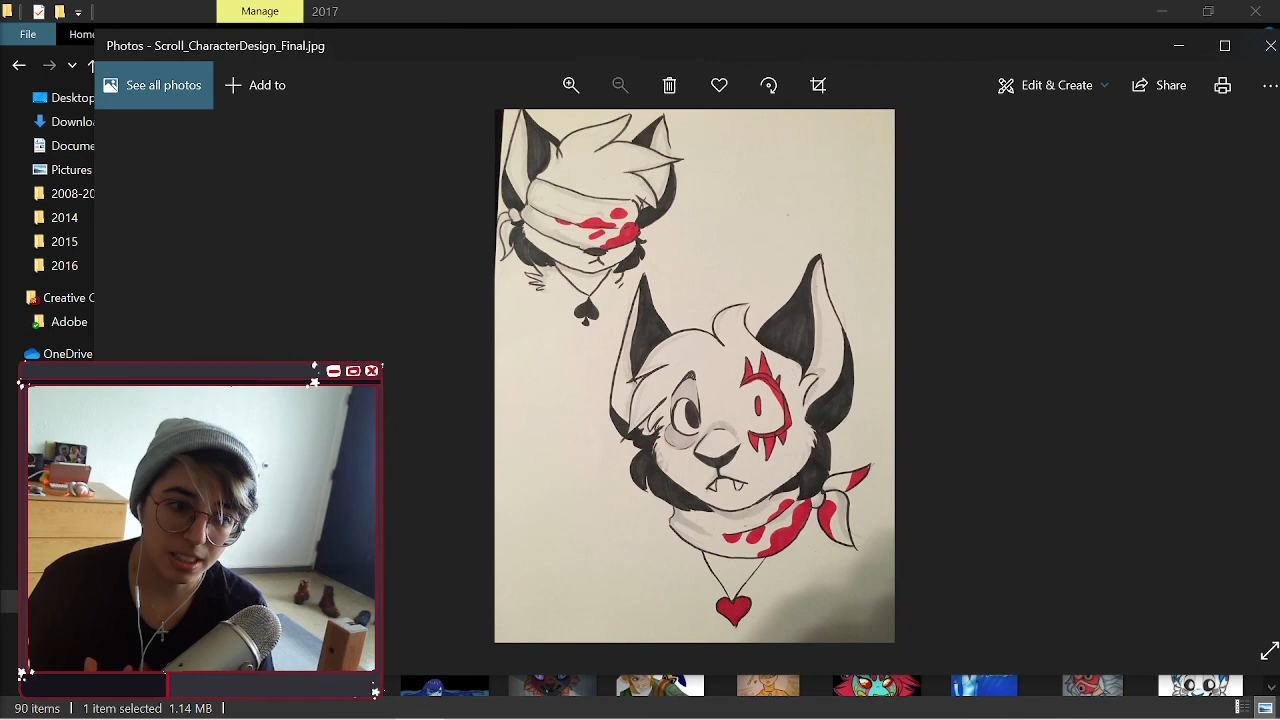 Manage
2017
File
Home
Photos - Scroll_CharacterDesign_Final.jpg
See all photos
Add to
Edit & Create
Share
Desktop
Downlo
Docume
Pictures
2008-20
2014
2015
2016
Creative C
Adobe
OneDrive
90 items
1 item selected 1.14 MB